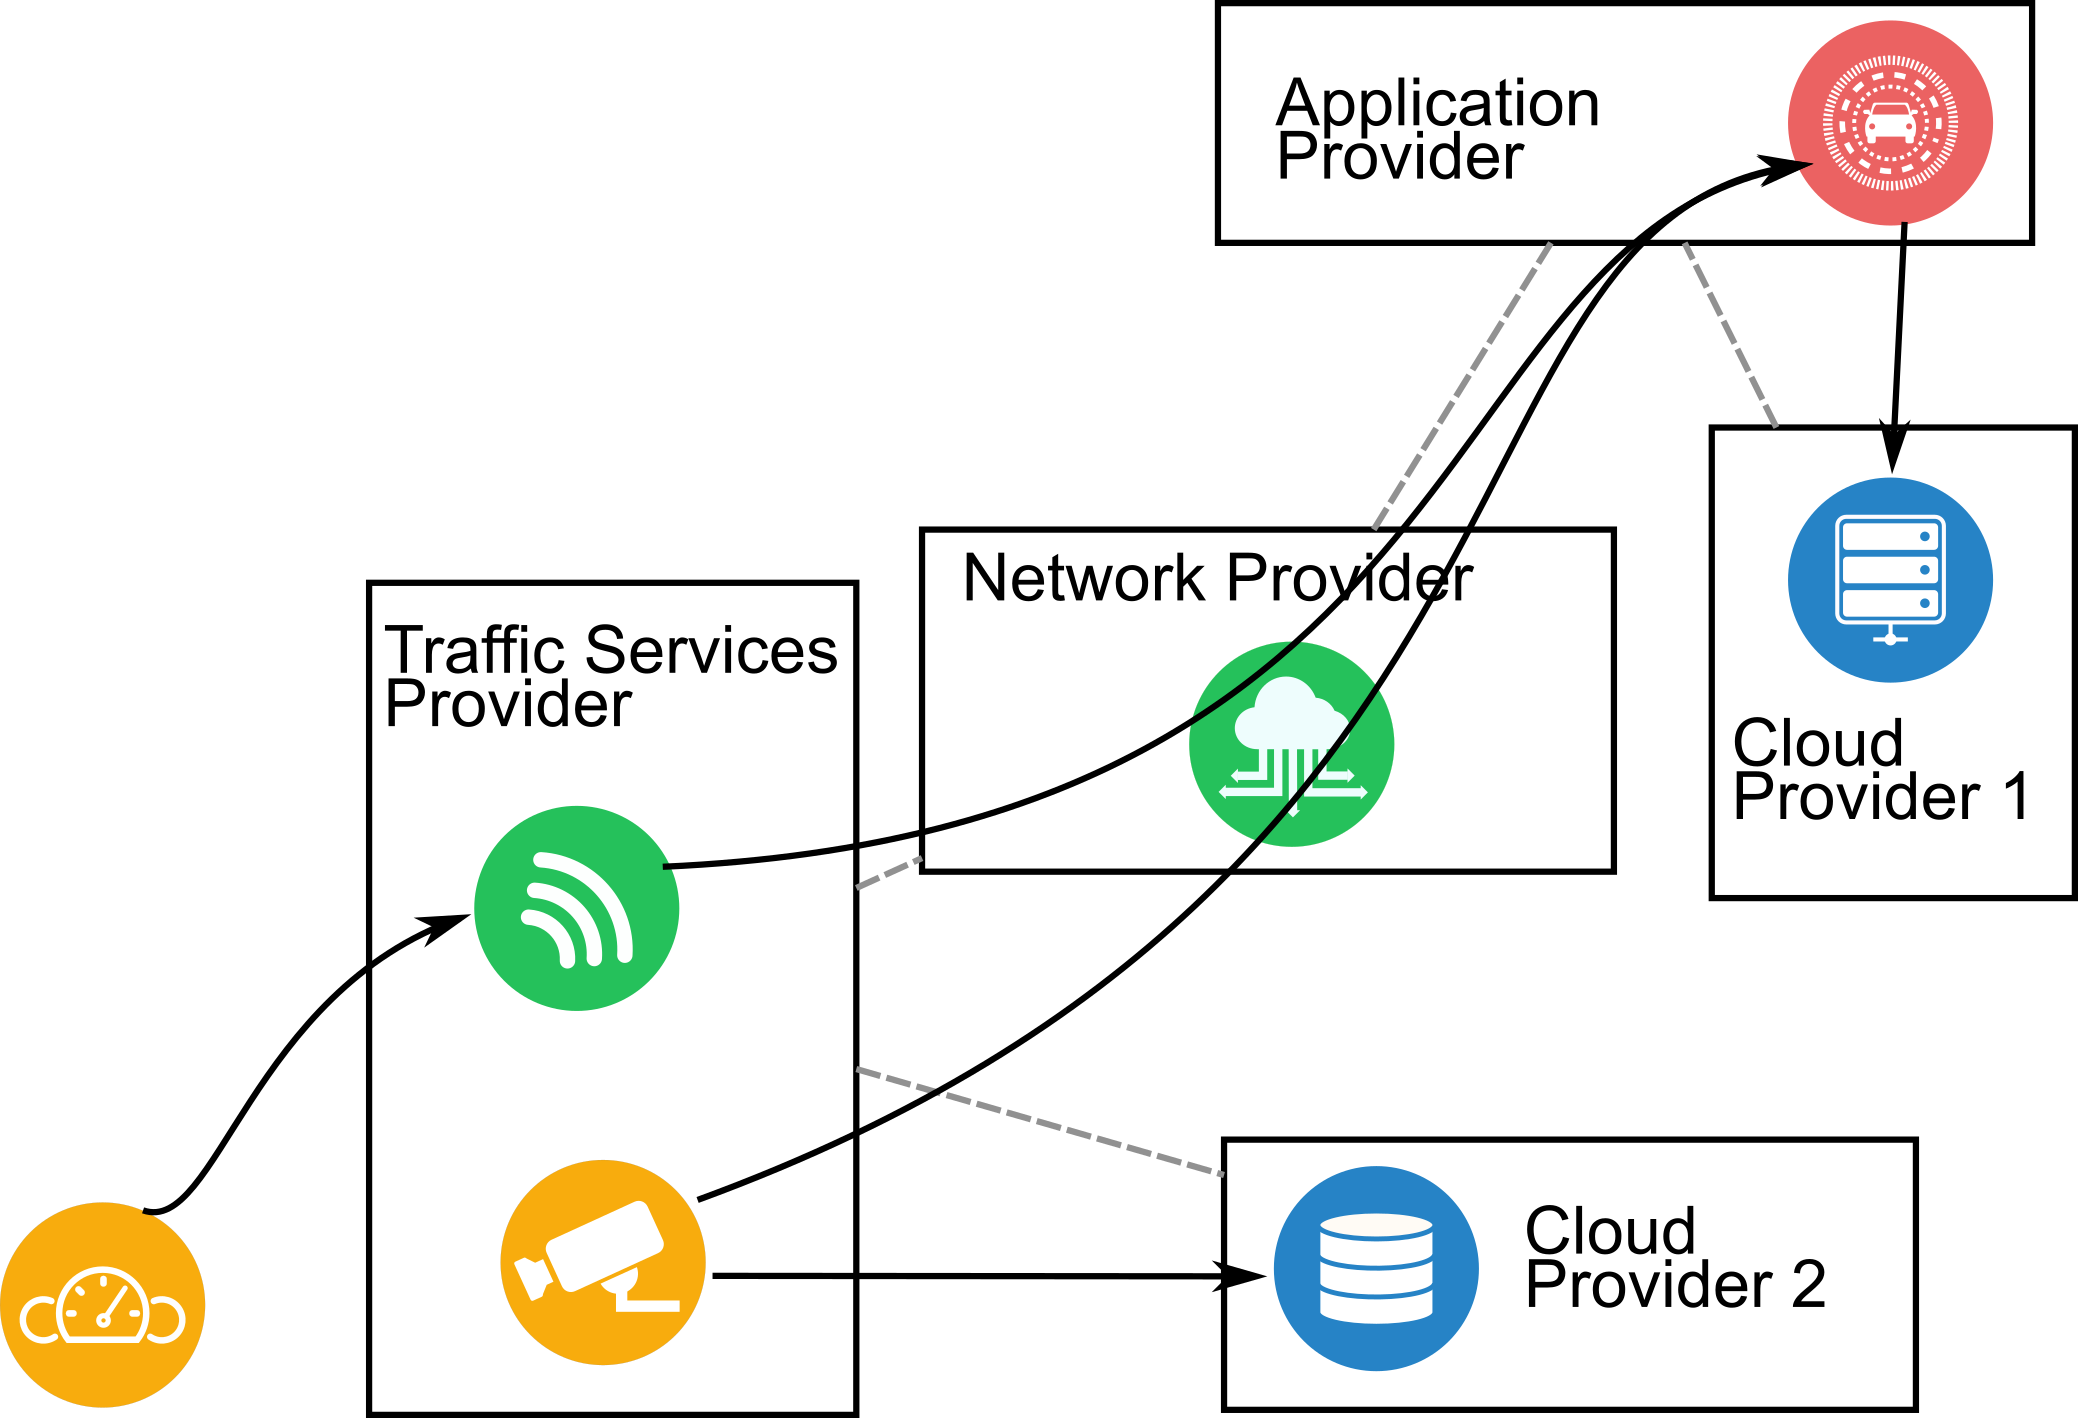 Application
Provider
Network Provider
Traffic Services
Provider
Cloud
Provider 1
Cloud
Provider 2